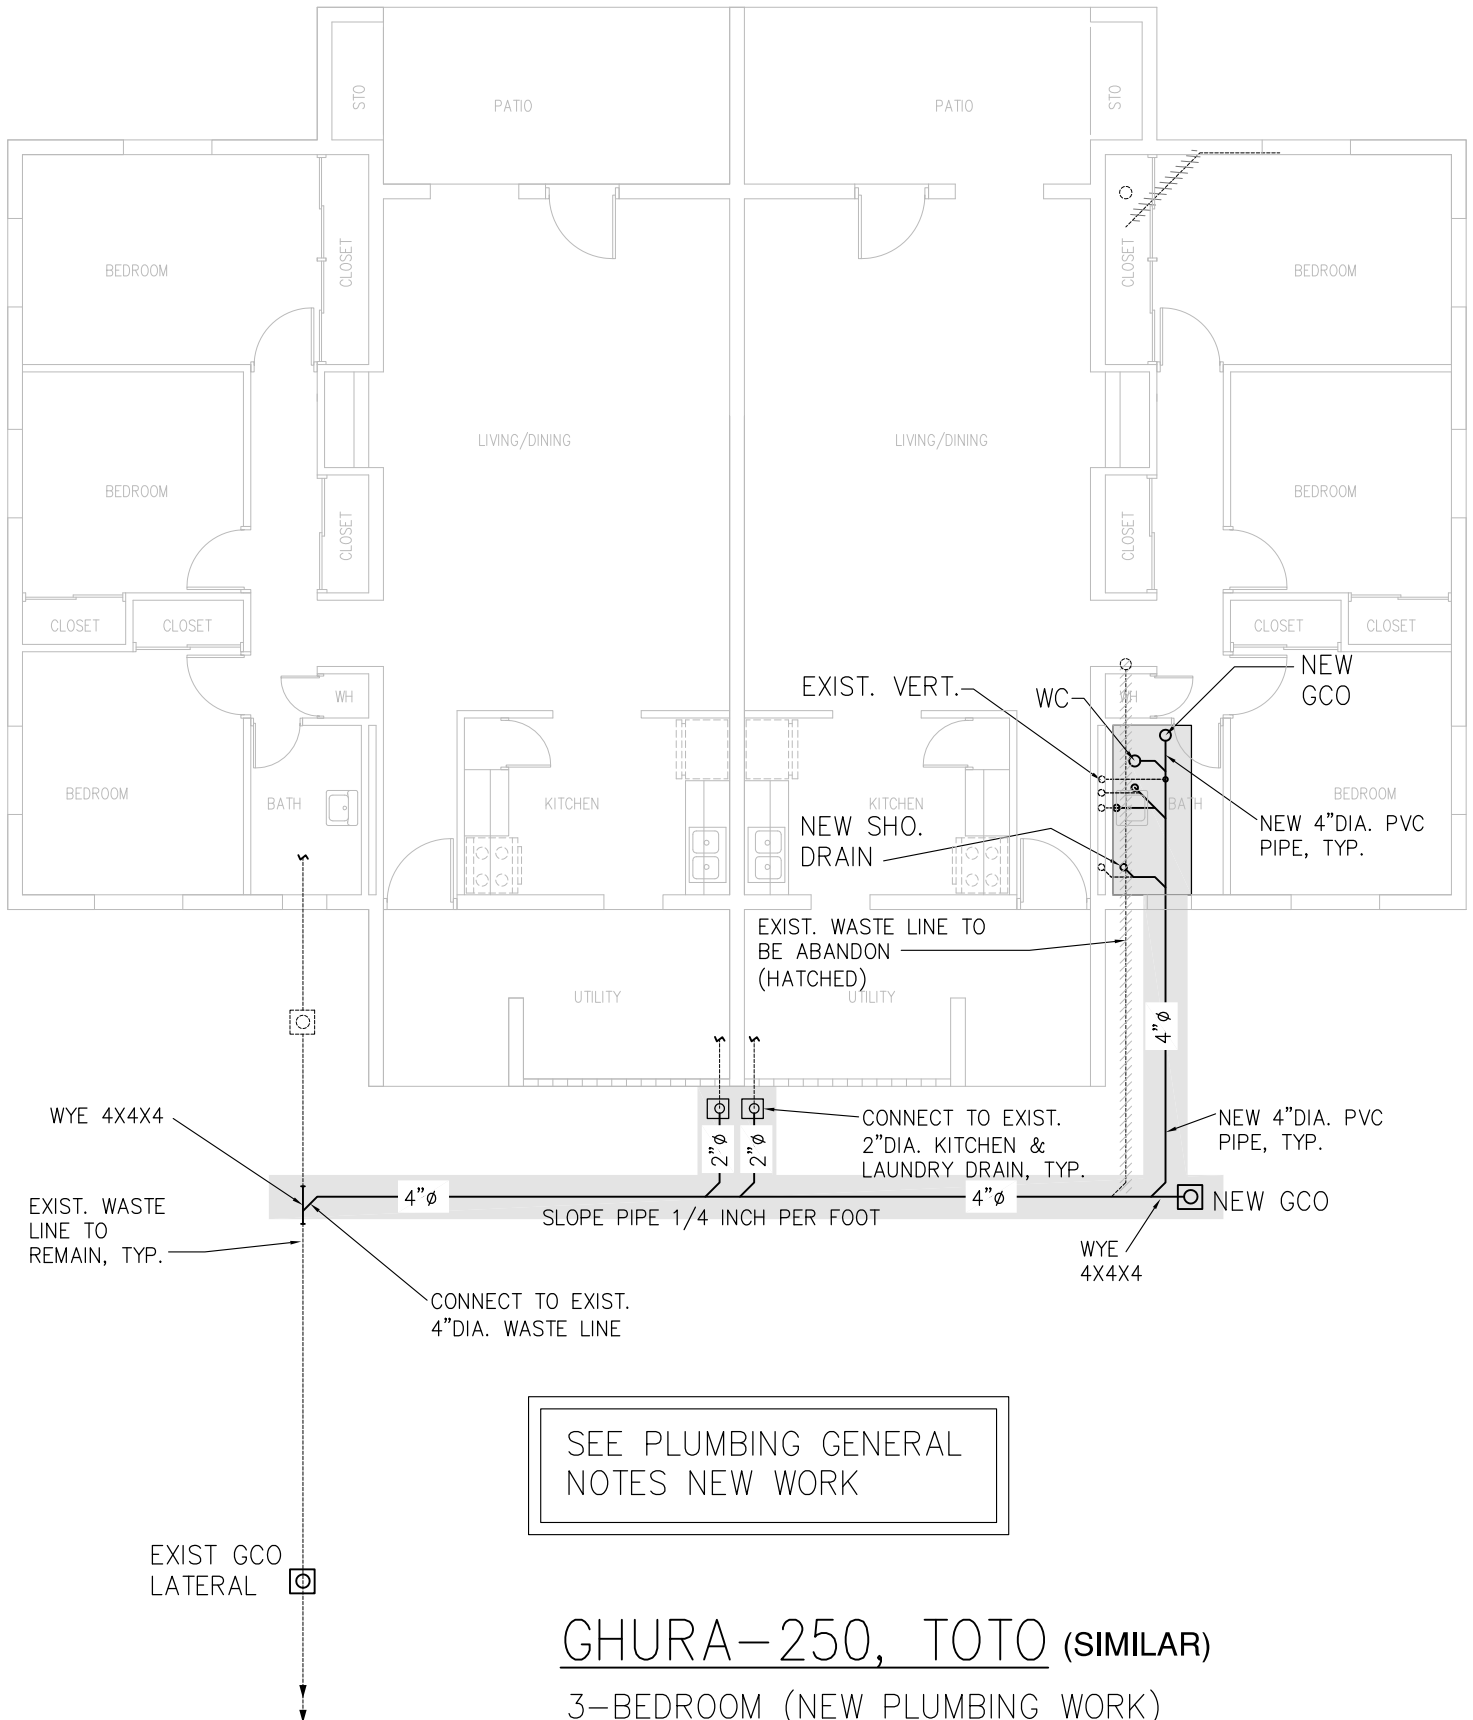 STO
PATIO
PATIO
STO
BEDROOM
CLOSET
CLOSET
BEDROOM
LIVING/DINING
LIVING/DINING
BEDROOM
CLOSET
CLOSET
BEDROOM
CLOSET
CLOSET
CLOSET
CLOSET
EXIST. VERT.
WC
NEW
GCO
WH
WH
BEDROOM
BATH
KITCHEN
KITCHEN
BATH
BEDROOM
NEW SHO.
DRAIN
NEW 4"DIA. PVC
PIPE, TYP.
EXIST. WASTE LINE TO
BE ABANDON
(HATCHED)
UTILITY
UTILITY
4"ø
WYE 4X4X4
2"ø
2"ø
CONNECT TO EXIST.
2"DIA. KITCHEN &
LAUNDRY DRAIN, TYP.
NEW 4"DIA. PVC
PIPE, TYP.
EXIST. WASTE
LINE TO
REMAIN, TYP.
4"ø
4"ø
NEW GCO
SLOPE PIPE 1/4 INCH PER FOOT
WYE
4X4X4
CONNECT TO EXIST.
4"DIA. WASTE LINE
SEE PLUMBING GENERAL
NOTES NEW WORK
EXIST GCO
LATERAL
GHURA-250, TOTO (SIMILAR)
3-BEDROOM (NEW PLUMBING WORK)